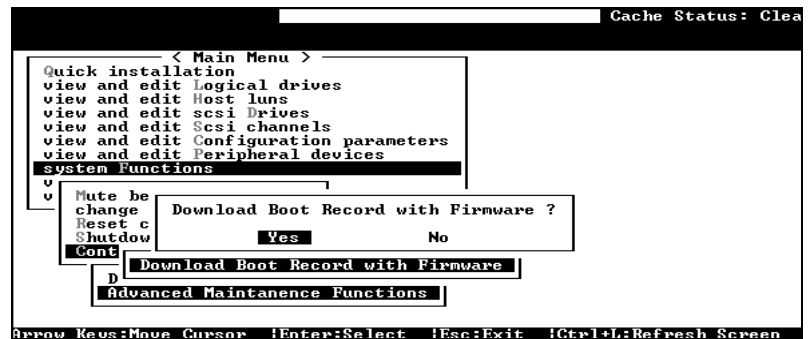 Cache Status: Clea
< Main Menu >
Quick installation
view and edit Logical drives
view and edit Host luns
view and edit scsi Drives
view and edit Scsi channels
view and edit Configuration parameters
view and edit Peripheral devices
system Functions
v
v
Mute be
change
Reset c
Shutdow
Cont
Download Boot Record with Firmware ?
Yes No
Download Boot Record with Firmware
D
Advanced Maintanence Functions
Arrow Keys:Move Cursor |Enter:Select |Esc:Exit |Ctrl+L:Refresh Screen